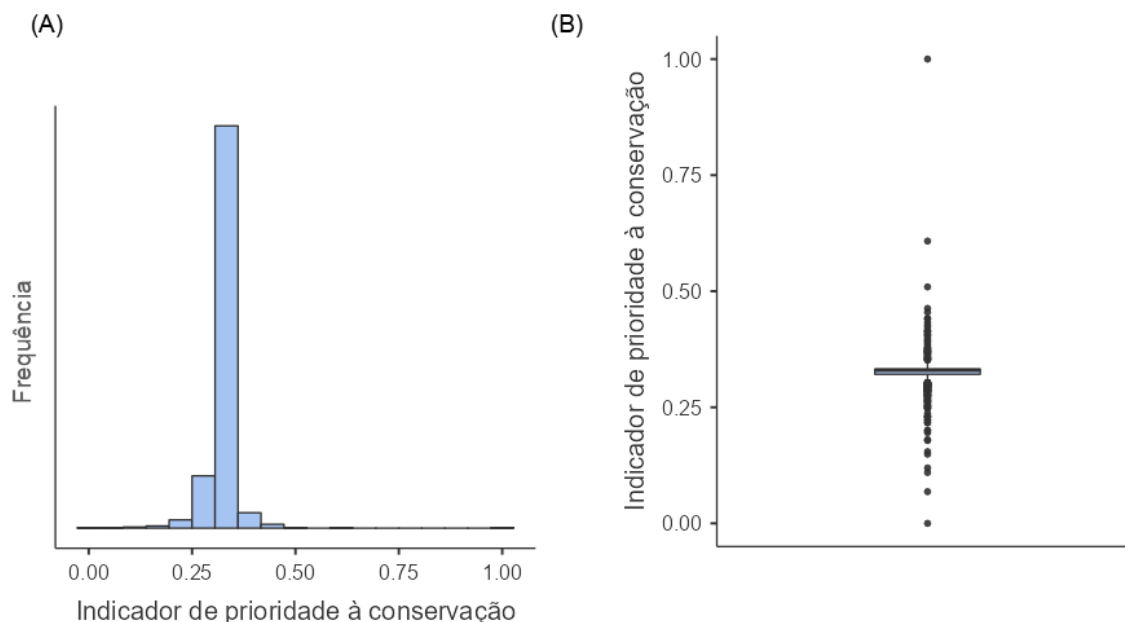 (A)
Frequência
0.00 0.25 0.50 0.75 1.00
Indicador de prioridade à conservação
(B)
Indicador de prioridade à conservação
1.00
0.75
0.50
0.25
0.00